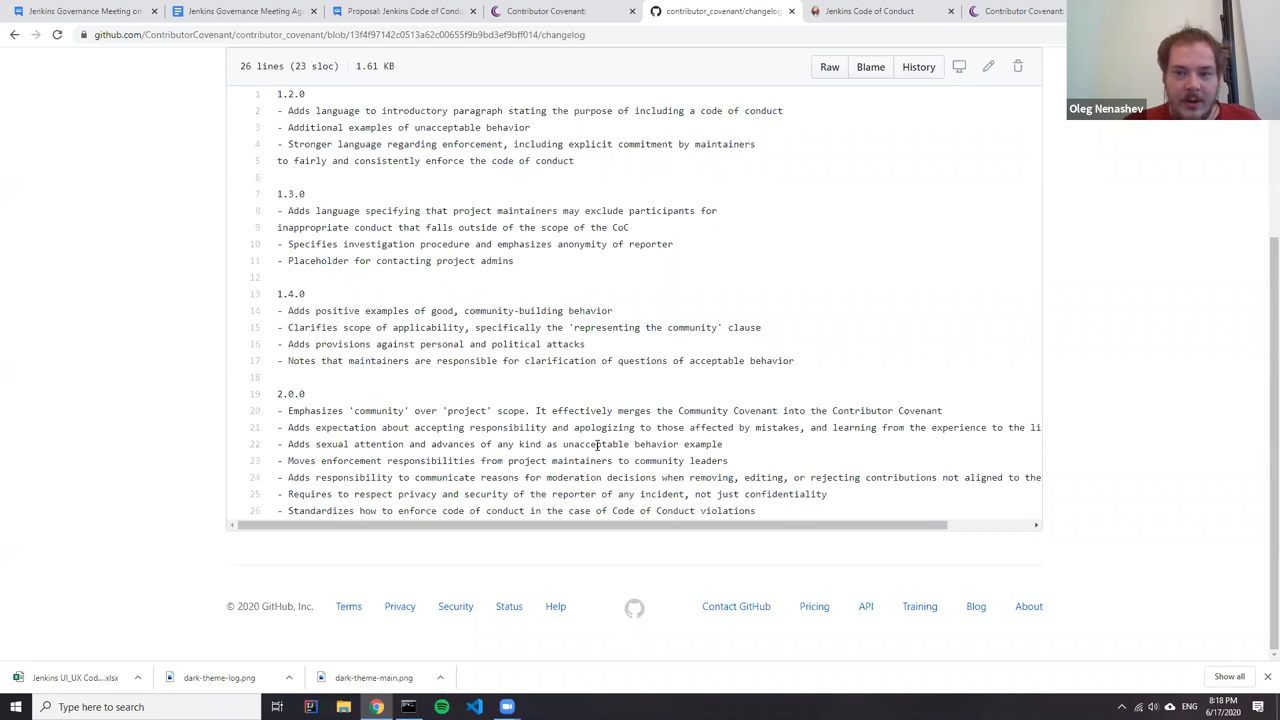 Jenkins Governance Meeting on
Jenkins Governance Meeting Ag
Proposal: Jenkins Code of Condu
Contributor Covenant:
contributor_covenant/changelog
Jenkins Code of Conduct
Contributor Covenant:
github.com/ContributorCovenant/contributor_covenant/blob/13f4f97142c0513a62c00655f9b9bd3ef9bff014/changelog
Oleg Nenashev
26 lines (23 sloc) 1.61 KB
Raw Blame History
1 1.2.0
2 - Adds language to introductory paragraph stating the purpose of including a code of conduct
3 - Additional examples of unacceptable behavior
4 - Stronger language regarding enforcement, including explicit commitment by maintainers
5 to fairly and consistently enforce the code of conduct
6
7 1.3.0
8 - Adds language specifying that project maintainers may exclude participants for
9 inappropriate conduct that falls outside of the scope of the CoC
10 - Specifies investigation procedure and emphasizes anonymity of reporter
11 - Placeholder for contacting project admins
12
13 1.4.0
14 - Adds positive examples of good, community-building behavior
15 - Clarifies scope of applicability, specifically the 'representing the community' clause
16 - Adds provisions against personal and political attacks
17 - Notes that maintainers are responsible for clarification of questions of acceptable behavior
18
19 2.0.0
20 - Emphasizes 'community' over 'project' scope. It effectively merges the Community Covenant into the Contributor Covenant
21 - Adds expectation about accepting responsibility and apologizing to those affected by mistakes, and learning from the experience to the li
22 - Adds sexual attention and advances of any kind as unacceptable behavior example
23 - Moves enforcement responsibilities from project maintainers to community leaders
24 - Adds responsibility to communicate reasons for moderation decisions when removing, editing, or rejecting contributions not aligned to the
25 - Requires to respect privacy and security of the reporter of any incident, not just confidentiality
26 - Standardizes how to enforce code of conduct in the case of Code of Conduct violations
© 2020 GitHub, Inc. Terms Privacy Security Status Help Contact GitHub Pricing API Training Blog About
Jenkins UI_UX Cod....xlsx dark-theme-log.png dark-theme-main.png Show all
Type here to search
ENG
8:18 PM
6/17/2020